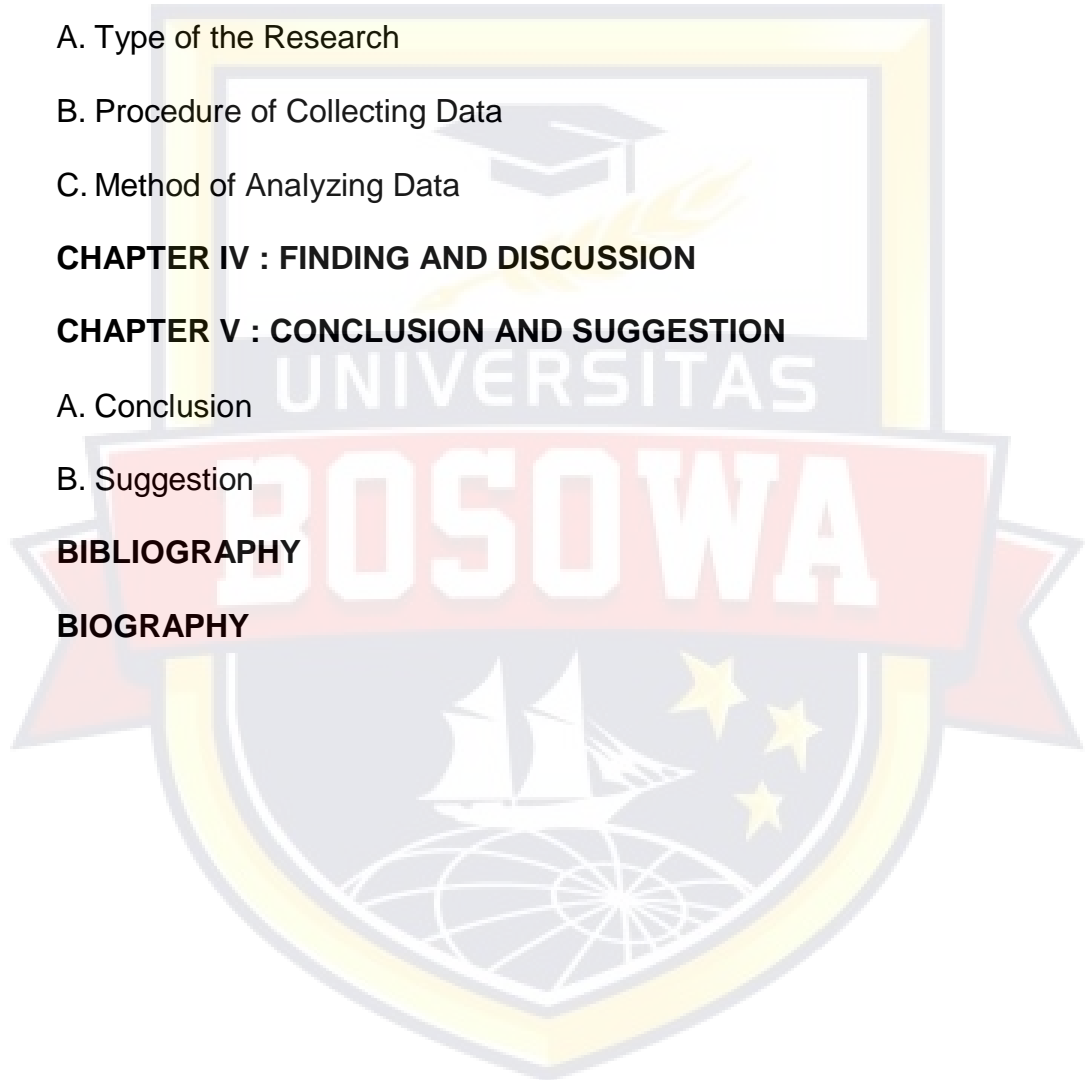 A. Type of the Research
B. Procedure of Collecting Data
C. Method of Analyzing Data
CHAPTER IV : FINDING AND DISCUSSION
CHAPTER V : CONCLUSION AND SUGGESTION
UNIVERSITAS
A. Conclusion
BOSOWA
B. Suggestion
BIBLIOGRAPHY
BIOGRAPHY